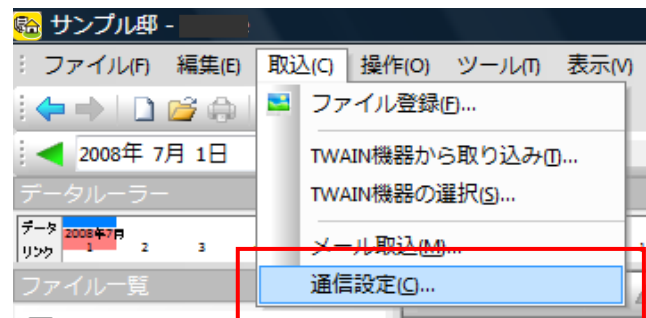 サンプル邸 -
ファイル(F) 編集(E) 取込(C) 操作(O) ツール(T) 表示(V)
ファイル登録(F)...
2008年 7月 1日
TWAIN機器から取り込み(T)...
データルーラー
TWAIN機器の選択(S)...
データ 2008年7月
リンク 1 2 3
メール取込(M)...
ファイル一覧
通信設定(C)...